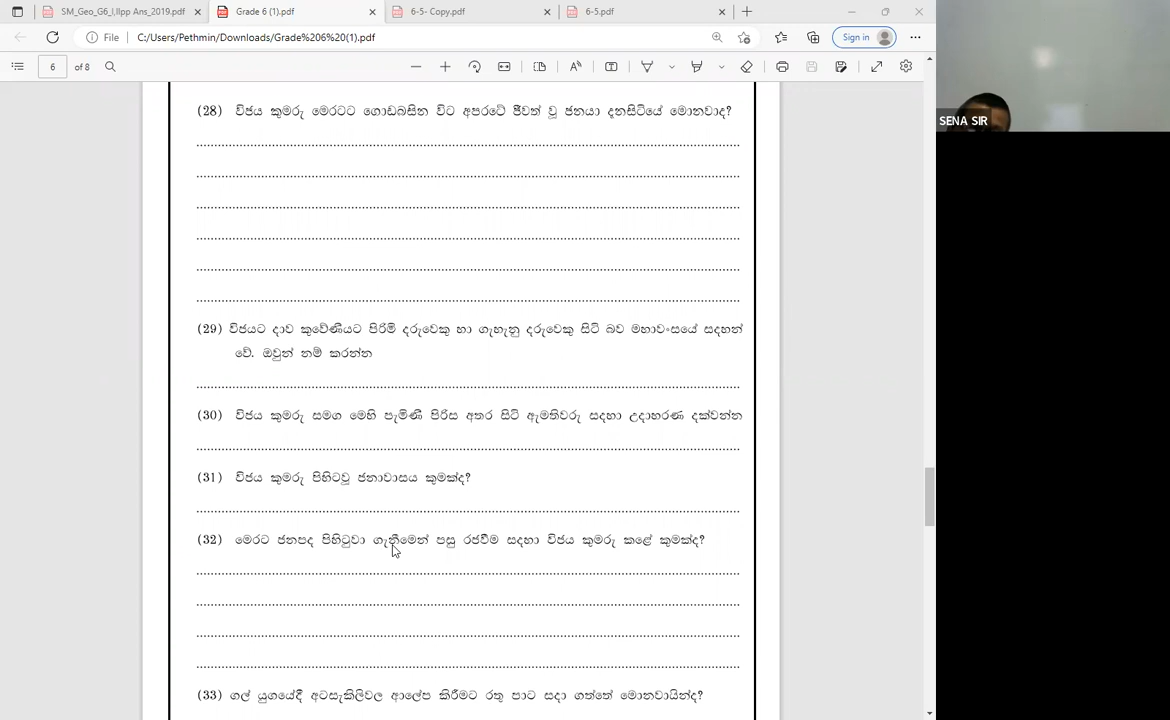 SM_Geo_G6_I,IIpp Ans_2019.pdf
Grade 6 (1).pdf
6-5- Copy.pdf
6-5.pdf
File
C:/Users/Pethmin/Downloads/Grade%206%20(1).pdf
Sign in
6 of 8
SENA SIR
(28) විජය කුමරු මෙරටට ගොඩබසින විට අපරටේ ජීවත් වූ ජනයා දැනසිටියේ මොනවාද?
(29) විජයට දාව කුවේණියට පිරිමි දරුවෙකු හා ගැහැනු දරුවෙකු සිටි බව මහාවංසයේ සදහන්
වේ. ඔවුන් නම් කරන්න
(30) විජය කුමරු සමග මෙහි පැමිණි පිරිස අතර සිටි ඇමතිවරු සදහා උදාහරණ දක්වන්න
(31) විජය කුමරු පිහිටවු ජනාවාසය කුමක්ද?
(32) මෙරට ජනපද පිහිටුවා ගැනීමෙන් පසු රජවීම සදහා විජය කුමරු කළේ කුමක්ද?
(33) ගල් යුගයේදී අටසැකිලිවල ආලේප කිරීමට රතු පාට සදා ගත්තේ මොනවායින්ද?